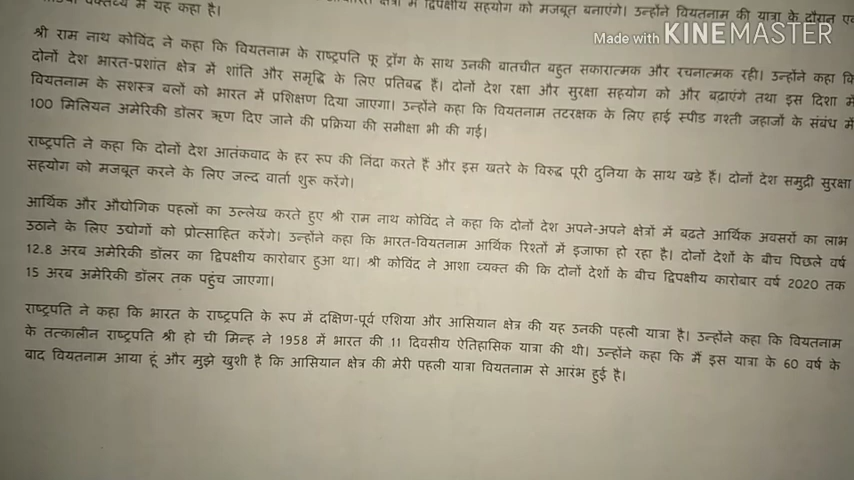 वक्तव्य में यह कहा है।
क्षेत्रों में द्विपक्षीय सहयोग को मजबूत बनाएंगे। उन्होंने वियतनाम की यात्रा के दौरान
Made with KINEMASTER
श्री राम नाथ कोविंद ने कहा कि वियतनाम के राष्ट्रपति फू ट्रॉंग के साथ उनकी बातचीत बहुत सकारात्मक और रचनात्मक रही। उन्होंने कहा कि
दोनों देश भारत-प्रशांत क्षेत्र में शांति और समृद्धि के लिए प्रतिबद्ध हैं। दोनों देश रक्षा और सुरक्षा सहयोग को और बढ़ाएंगे तथा इस दिशा में
वियतनाम के सशस्त्र बलों को भारत में प्रशिक्षण दिया जाएगा। उन्होंने कहा कि वियतनाम तटरक्षक के लिए हाई स्पीड गश्ती जहाजों के संबंध में
100 मिलियन अमेरिकी डॉलर ऋण दिए जाने की प्रक्रिया की समीक्षा भी की गई।
राष्ट्रपति ने कहा कि दोनों देश आतंकवाद के हर रूप की निंदा करते हैं और इस खतरे के विरुद्ध पूरी दुनिया के साथ खड़े हैं। दोनों देश समुद्री सुरक्षा
सहयोग को मजबूत करने के लिए जल्द वार्ता शुरू करेंगे।
आर्थिक और औद्योगिक पहलों का उल्लेख करते हुए श्री राम नाथ कोविंद ने कहा कि दोनों देश अपने-अपने क्षेत्रों में बढ़ते आर्थिक अवसरों का लाभ
उठाने के लिए उद्योगों को प्रोत्साहित करेंगे। उन्होंने कहा कि भारत-वियतनाम आर्थिक रिश्तों में इजाफा हो रहा है। दोनों देशों के बीच पिछले वर्ष
12.8 अरब अमेरिकी डॉलर का द्विपक्षीय कारोबार हुआ था। श्री कोविंद ने आशा व्यक्त की कि दोनों देशों के बीच द्विपक्षीय कारोबार वर्ष 2020 तक
15 अरब अमेरिकी डॉलर तक पहुंच जाएगा।
राष्ट्रपति ने कहा कि भारत के राष्ट्रपति के रूप में दक्षिण-पूर्व एशिया और आसियान क्षेत्र की यह उनकी पहली यात्रा है। उन्होंने कहा कि वियतनाम
के तत्कालीन राष्ट्रपति श्री हो ची मिन्ह ने 1958 में भारत की 11 दिवसीय ऐतिहासिक यात्रा की थी। उन्होंने कहा कि मैं इस यात्रा के 60 वर्ष के
बाद वियतनाम आया हूं और मुझे खुशी है कि आसियान क्षेत्र की मेरी पहली यात्रा वियतनाम से आरंभ हुई है।